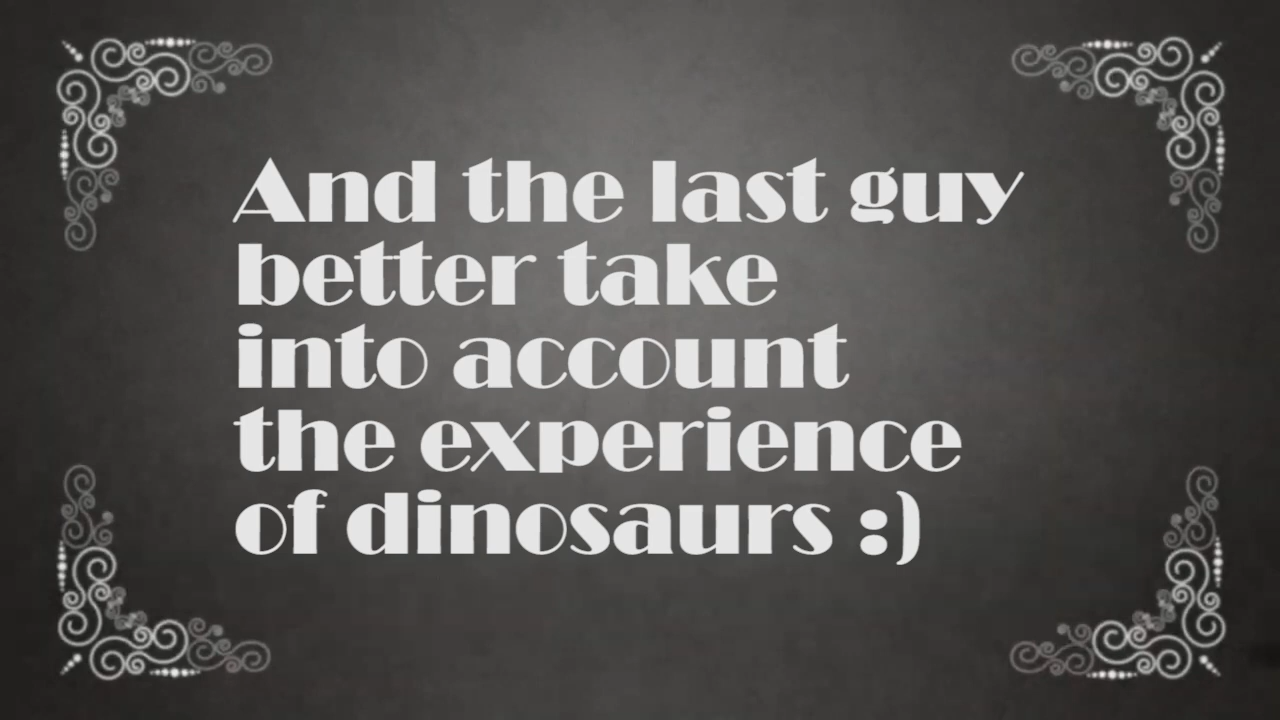 And the last guy
better take
into account
the experience
of dinosaurs :)